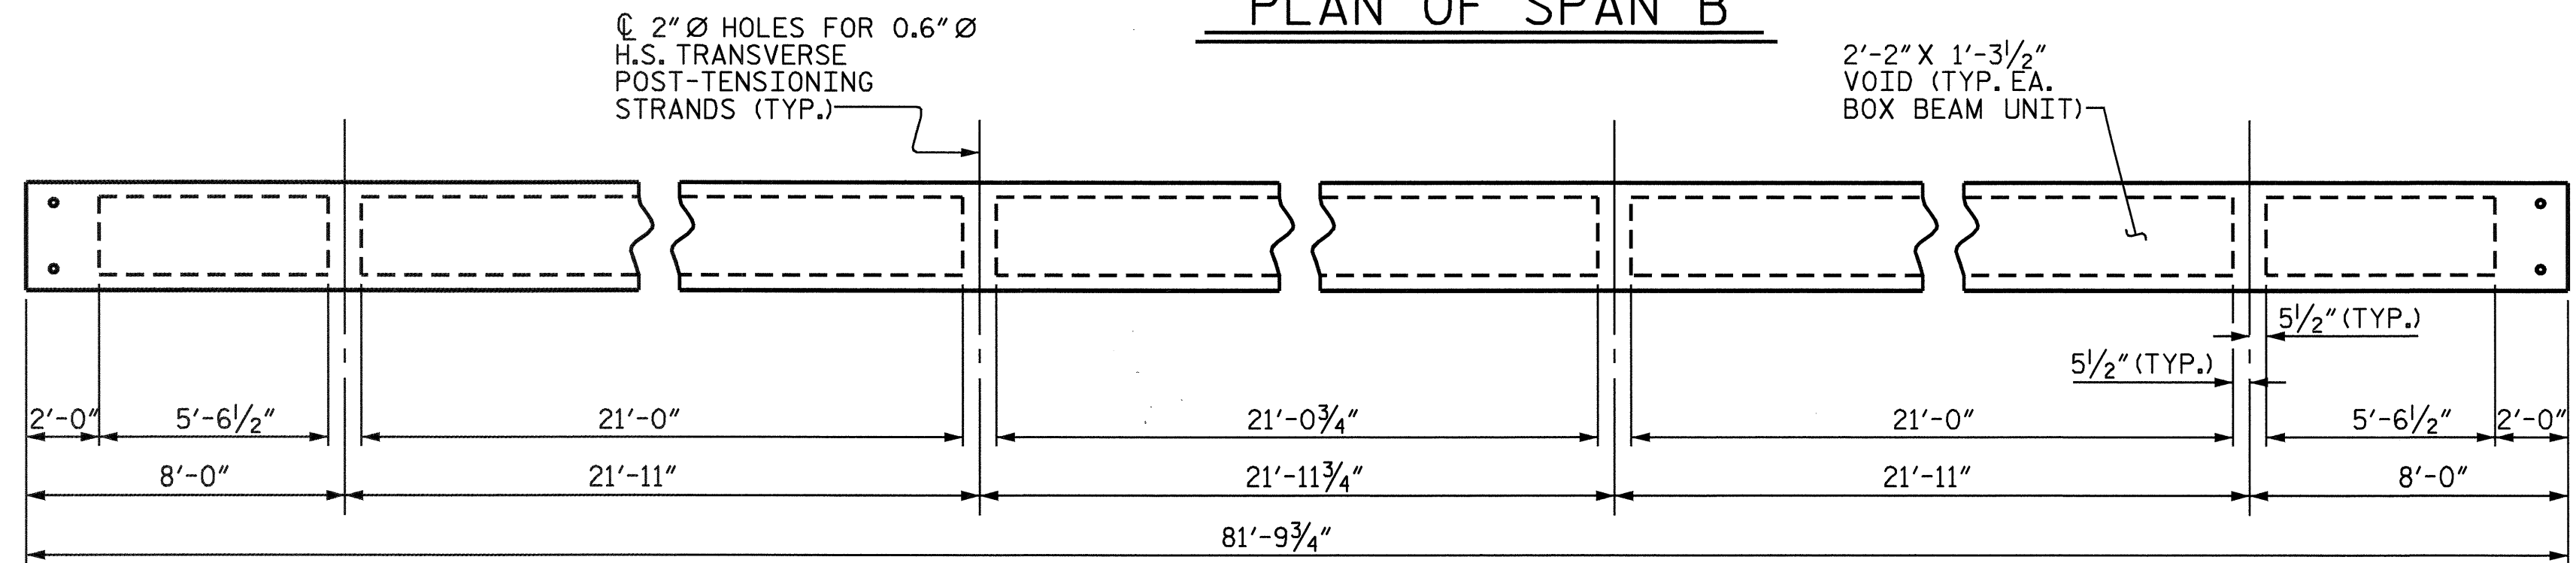 PLAN OF SPAN B
℄ 2" Ø HOLES FOR 0.6" Ø
H.S. TRANSVERSE
POST-TENSIONING
STRANDS (TYP.)
2'-2" X 1'-3½"
VOID (TYP. EA.
BOX BEAM UNIT)
5½" (TYP.)
5½" (TYP.)
2'-0" 5'-6½" 21'-0" 21'-0¾" 21'-0" 5'-6½" 2'-0"
8'-0" 21'-11" 21'-11¾" 21'-11" 8'-0"
81'-9¾"